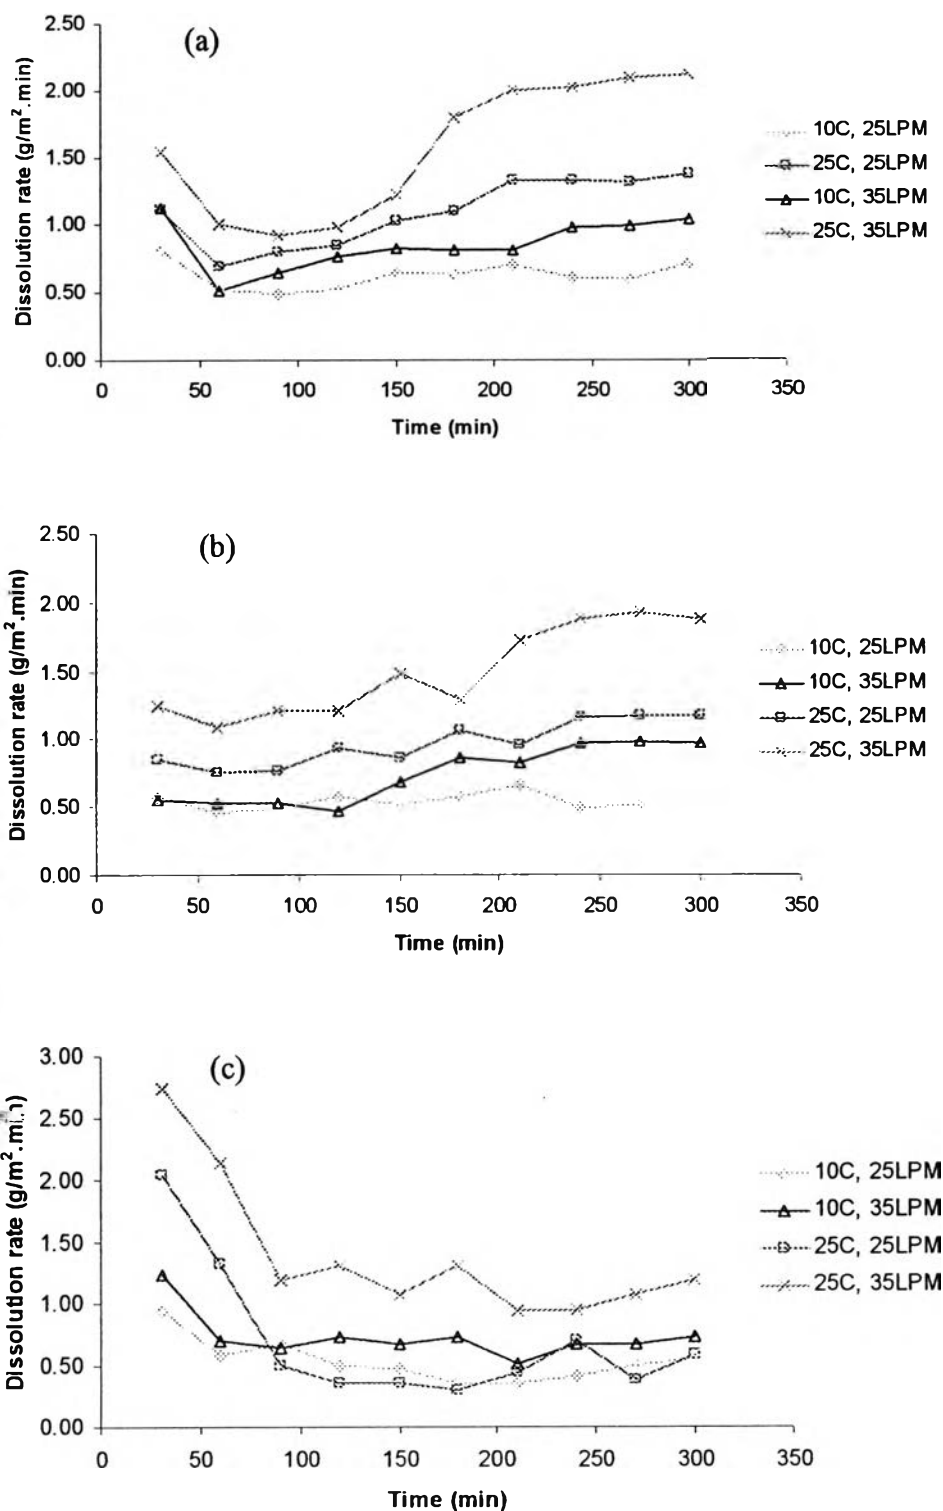 (a)
Dissolution rate (g/m².min)
2.50
2.00
1.50
1.00
0.50
0.00
0 50 100 150 200 250 300 350
Time (min)
10C, 25LPM
25C, 25LPM
10C, 35LPM
25C, 35LPM
(b)
Dissolution rate (g/m².min)
2.50
2.00
1.50
1.00
0.50
0.00
0 50 100 150 200 250 300 350
Time (min)
10C, 25LPM
10C, 35LPM
25C, 25LPM
25C, 35LPM
(c)
Dissolution rate (g/m².min)
3.00
2.50
2.00
1.50
1.00
0.50
0.00
0 50 100 150 200 250 300 350
Time (min)
10C, 25LPM
10C, 35LPM
25C, 25LPM
25C, 35LPM